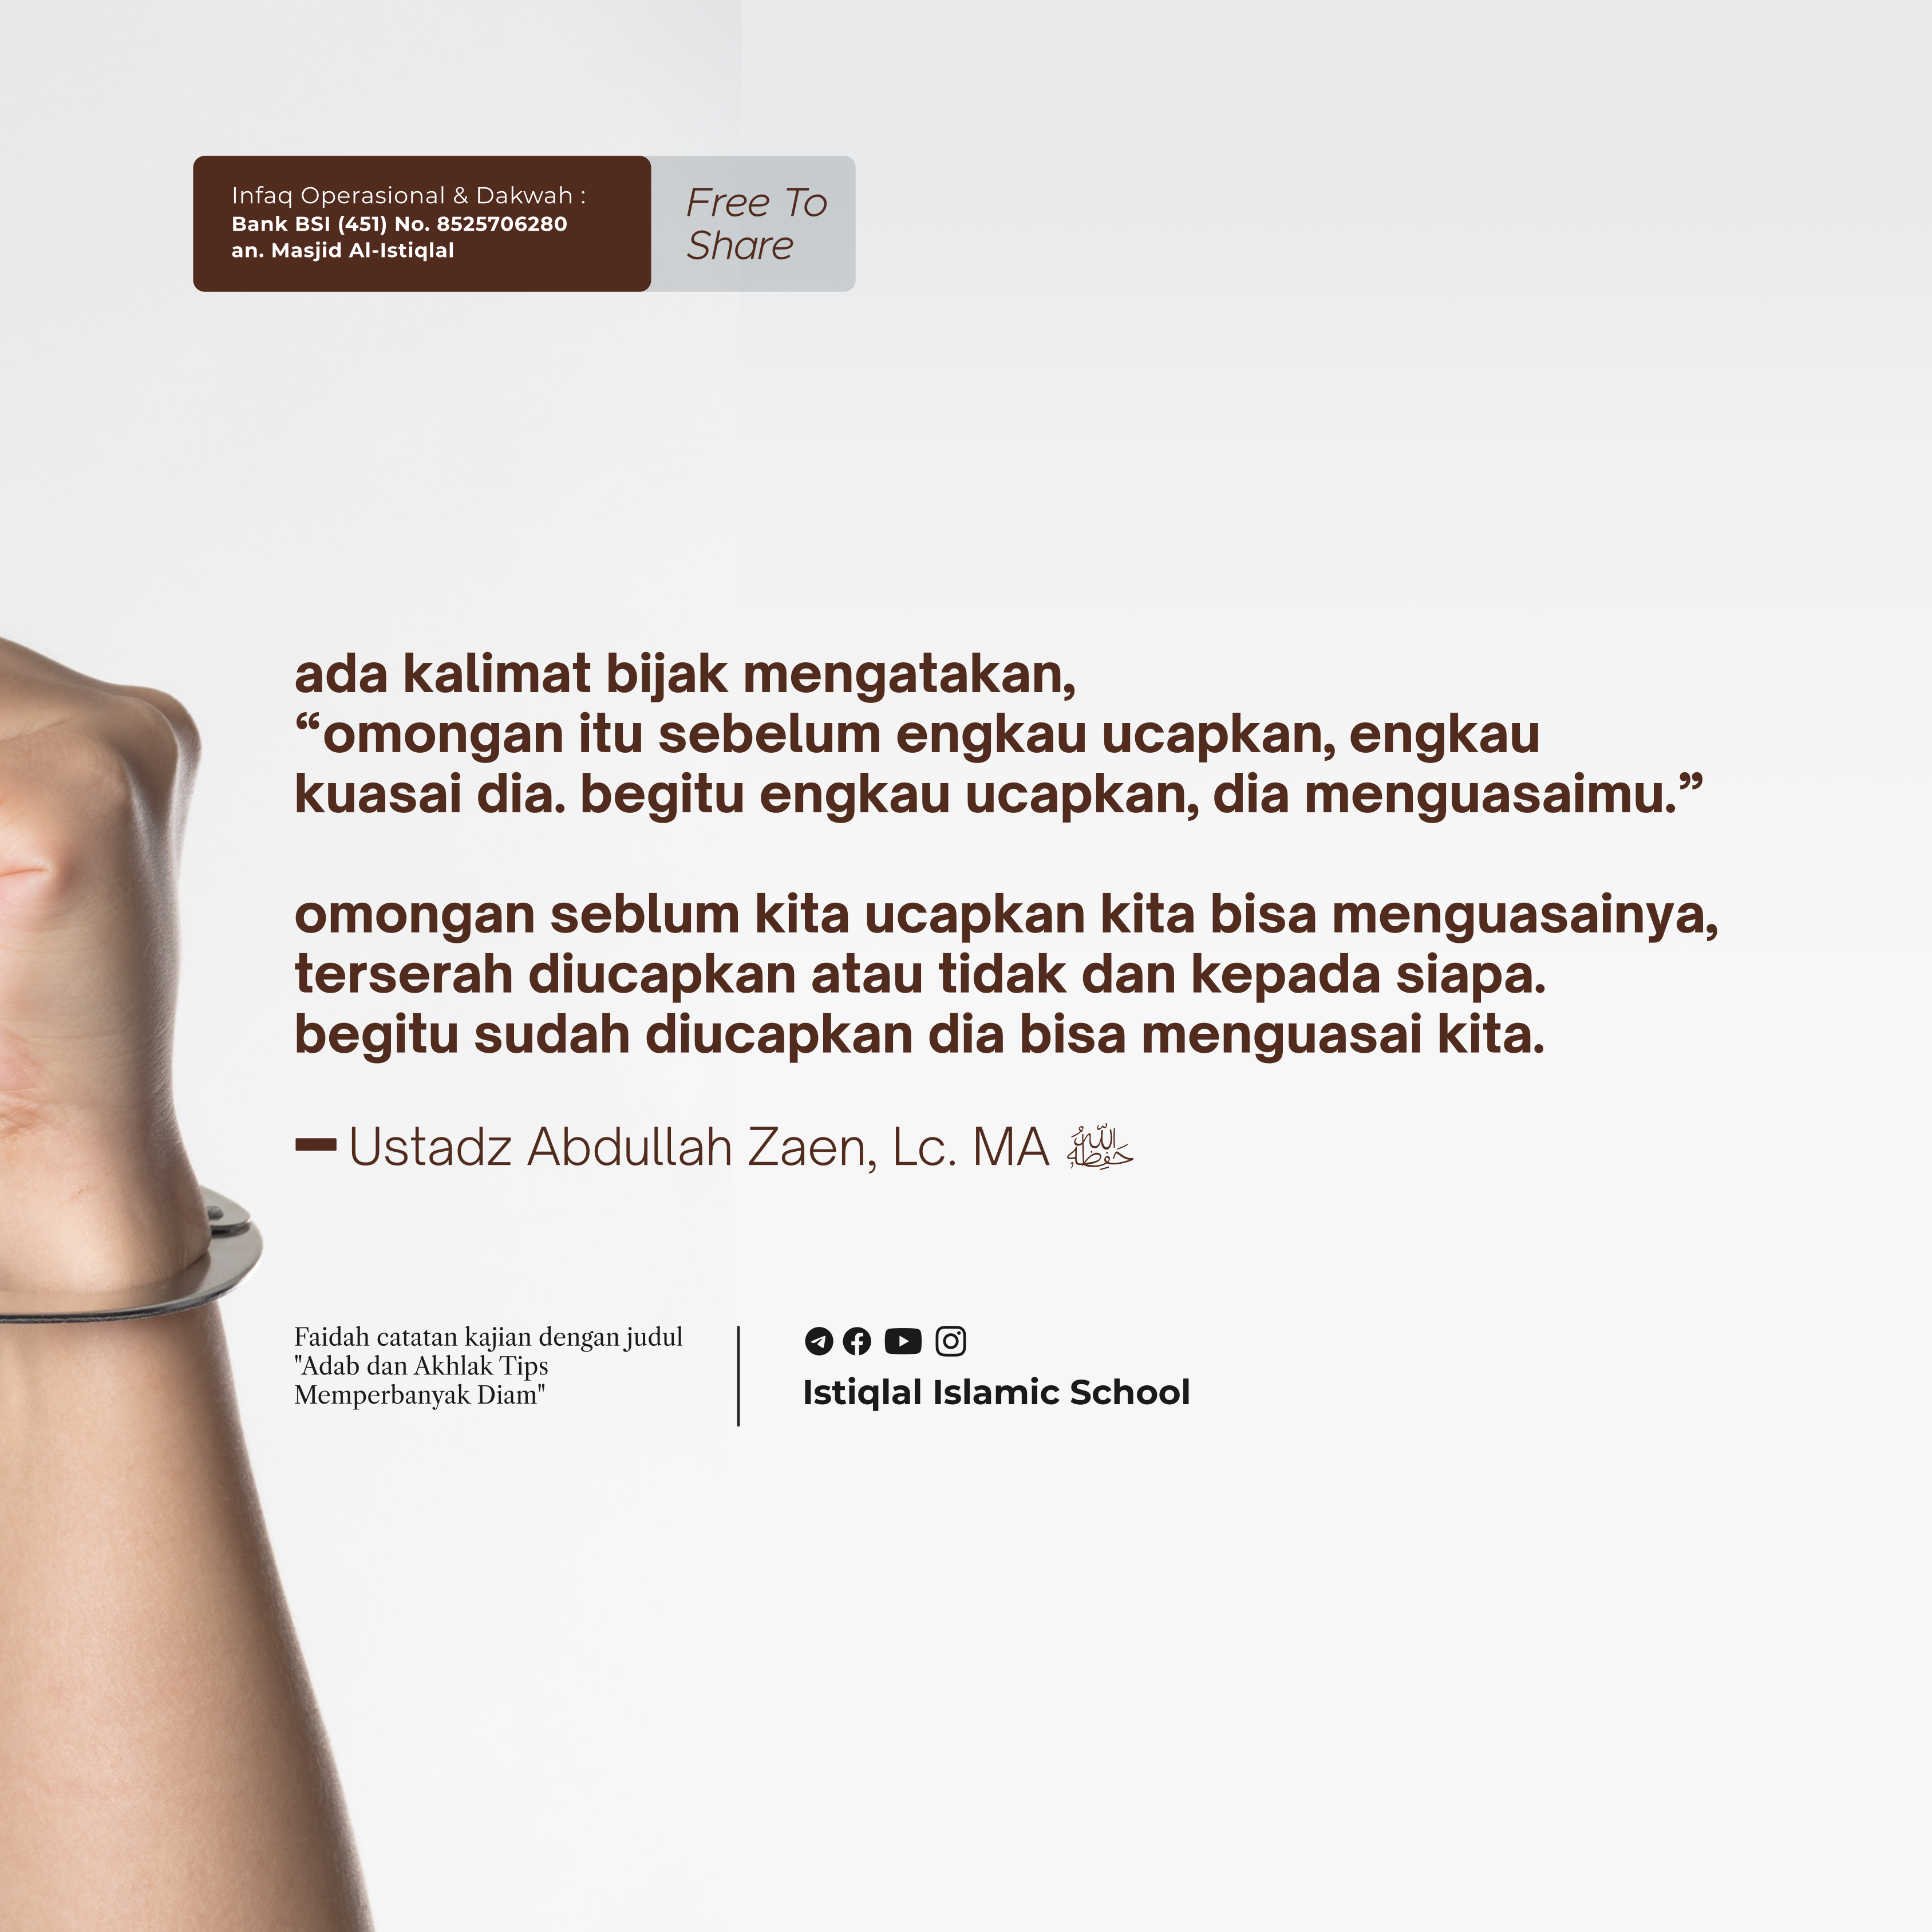 Infaq Operasional & Dakwah :
Bank BSI (451) No. 8525706280
an. Masjid Al-Istiqlal
Free To
Share
ada kalimat bijak mengatakan,
“omongan itu sebelum engkau ucapkan, engkau
kuasai dia. begitu engkau ucapkan, dia menguasaimu.”
omongan seblum kita ucapkan kita bisa menguasainya,
terserah diucapkan atau tidak dan kepada siapa.
begitu sudah diucapkan dia bisa menguasai kita.
— Ustadz Abdullah Zaen, Lc. MA حَفِظَهُ اللهُ
Faidah catatan kajian dengan judul
"Adab dan Akhlak Tips
Memperbanyak Diam"
Istiqlal Islamic School